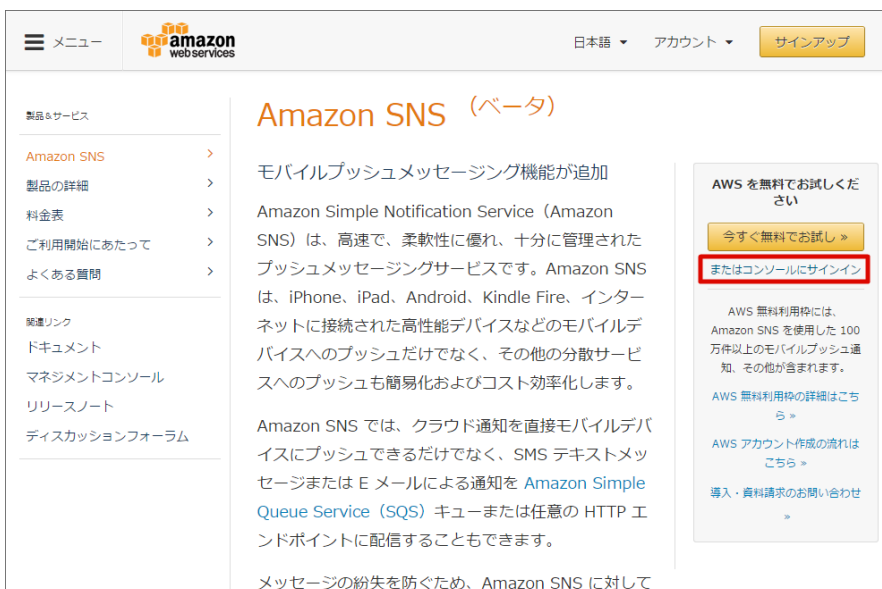 メニュー
amazon
webservices
日本語
アカウント
サインアップ
製品&サービス
Amazon SNS
製品の詳細
料金表
ご利用開始にあたって
よくある質問
関連リンク
ドキュメント
マネジメントコンソール
リリースノート
ディスカッションフォーラム
Amazon SNS (ベータ)
モバイルプッシュメッセージング機能が追加
Amazon Simple Notification Service（Amazon
SNS）は、高速で、柔軟性に優れ、十分に管理された
プッシュメッセージングサービスです。Amazon SNS
は、iPhone、iPad、Android、Kindle Fire、インター
ネットに接続された高性能デバイスなどのモバイルデ
バイスへのプッシュだけでなく、その他の分散サービ
スへのプッシュも簡易化およびコスト効率化します。
Amazon SNS では、クラウド通知を直接モバイルデバ
イスにプッシュできるだけでなく、SMS テキストメッ
セージまたは E メールによる通知を Amazon Simple
Queue Service（SQS）キューまたは任意の HTTP エ
ンドポイントに配信することもできます。
メッセージの紛失を防ぐため、Amazon SNS に対して
AWS を無料でお試しくだ
さい
今すぐ無料でお試し »
またはコンソールにサインイン
AWS 無料利用枠には、
Amazon SNS を使用した 100
万件以上のモバイルプッシュ通
知、その他が含まれます。
AWS 無料利用枠の詳細はこち
ら »
AWS アカウント作成の流れは
こちら »
導入・資料請求のお問い合わせ
»